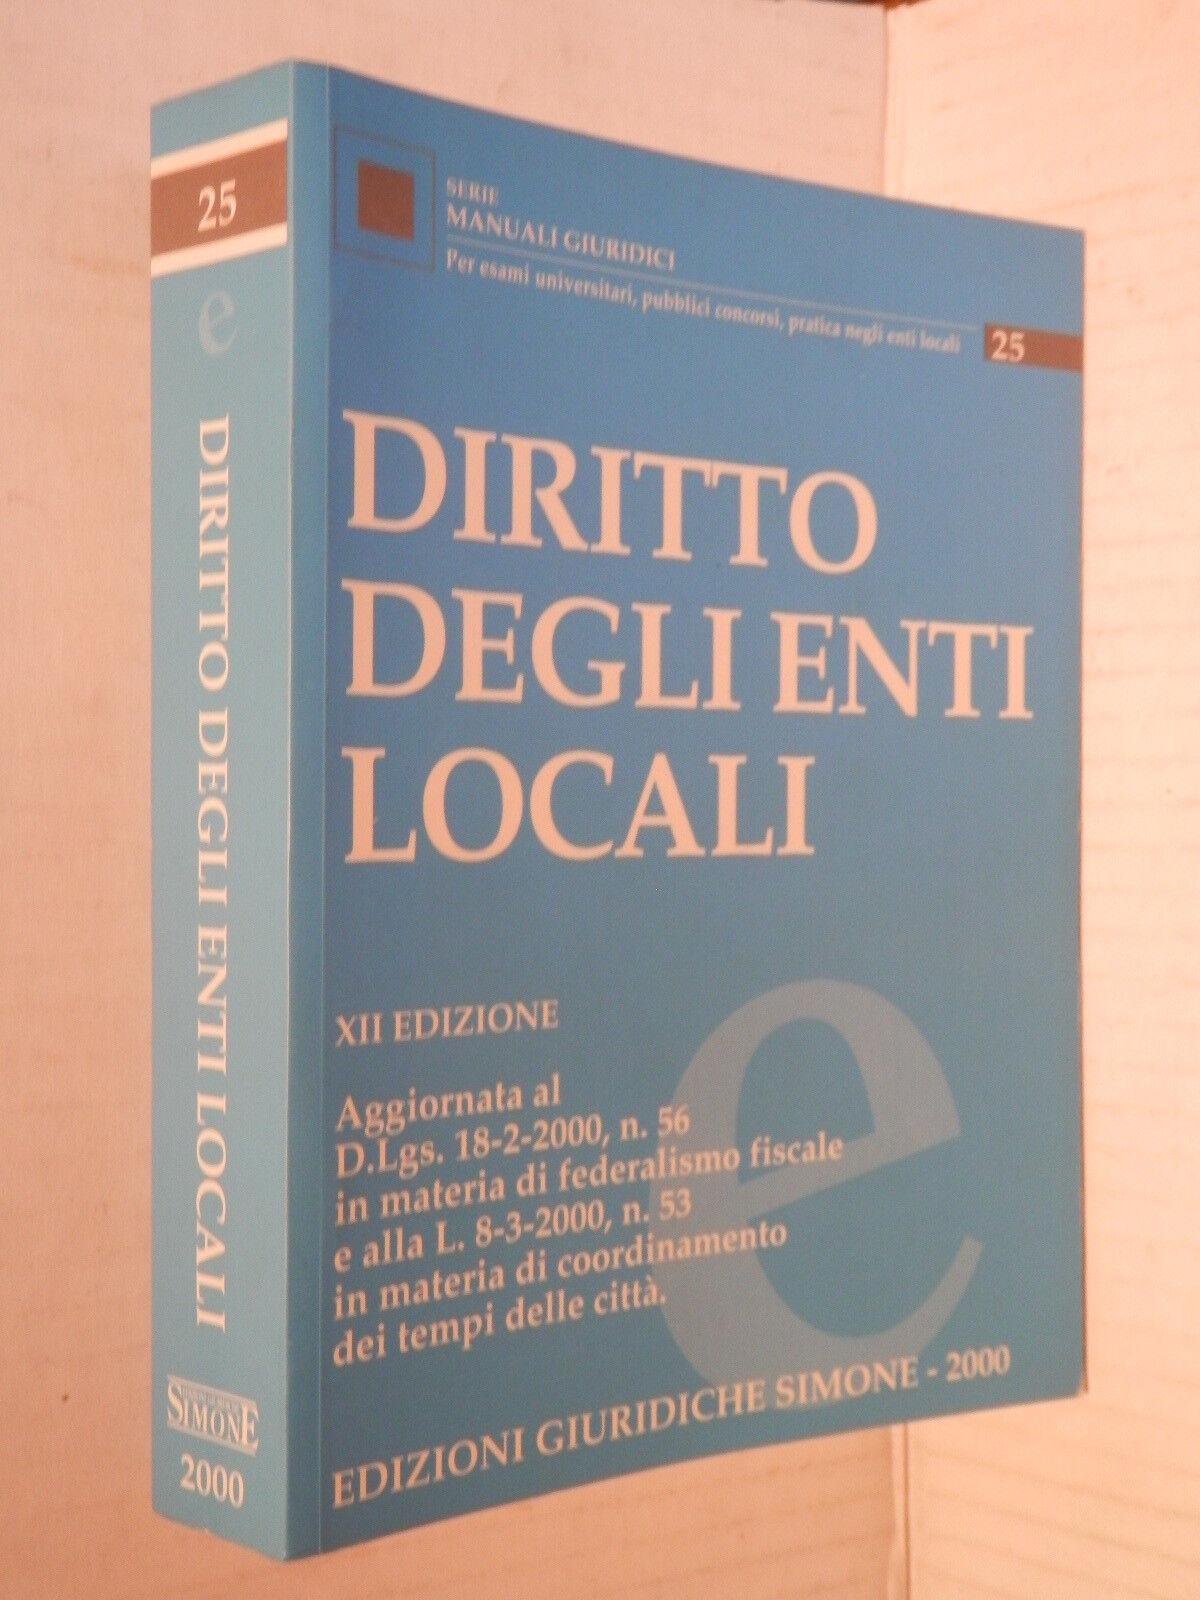 25
e
DIRITTO DEGLI ENTI LOCALI
SIMONE
2000
SERIE
MANUALI GIURIDICI
Per esami universitari, pubblici concorsi, pratica negli enti locali
25
DIRITTO
DEGLI ENTI
LOCALI
XII EDIZIONE
Aggiornata al
D.Lgs. 18-2-2000, n. 56
in materia di federalismo fiscale
e alla L. 8-3-2000, n. 53
in materia di coordinamento
dei tempi delle città.
e
EDIZIONI GIURIDICHE SIMONE - 2000